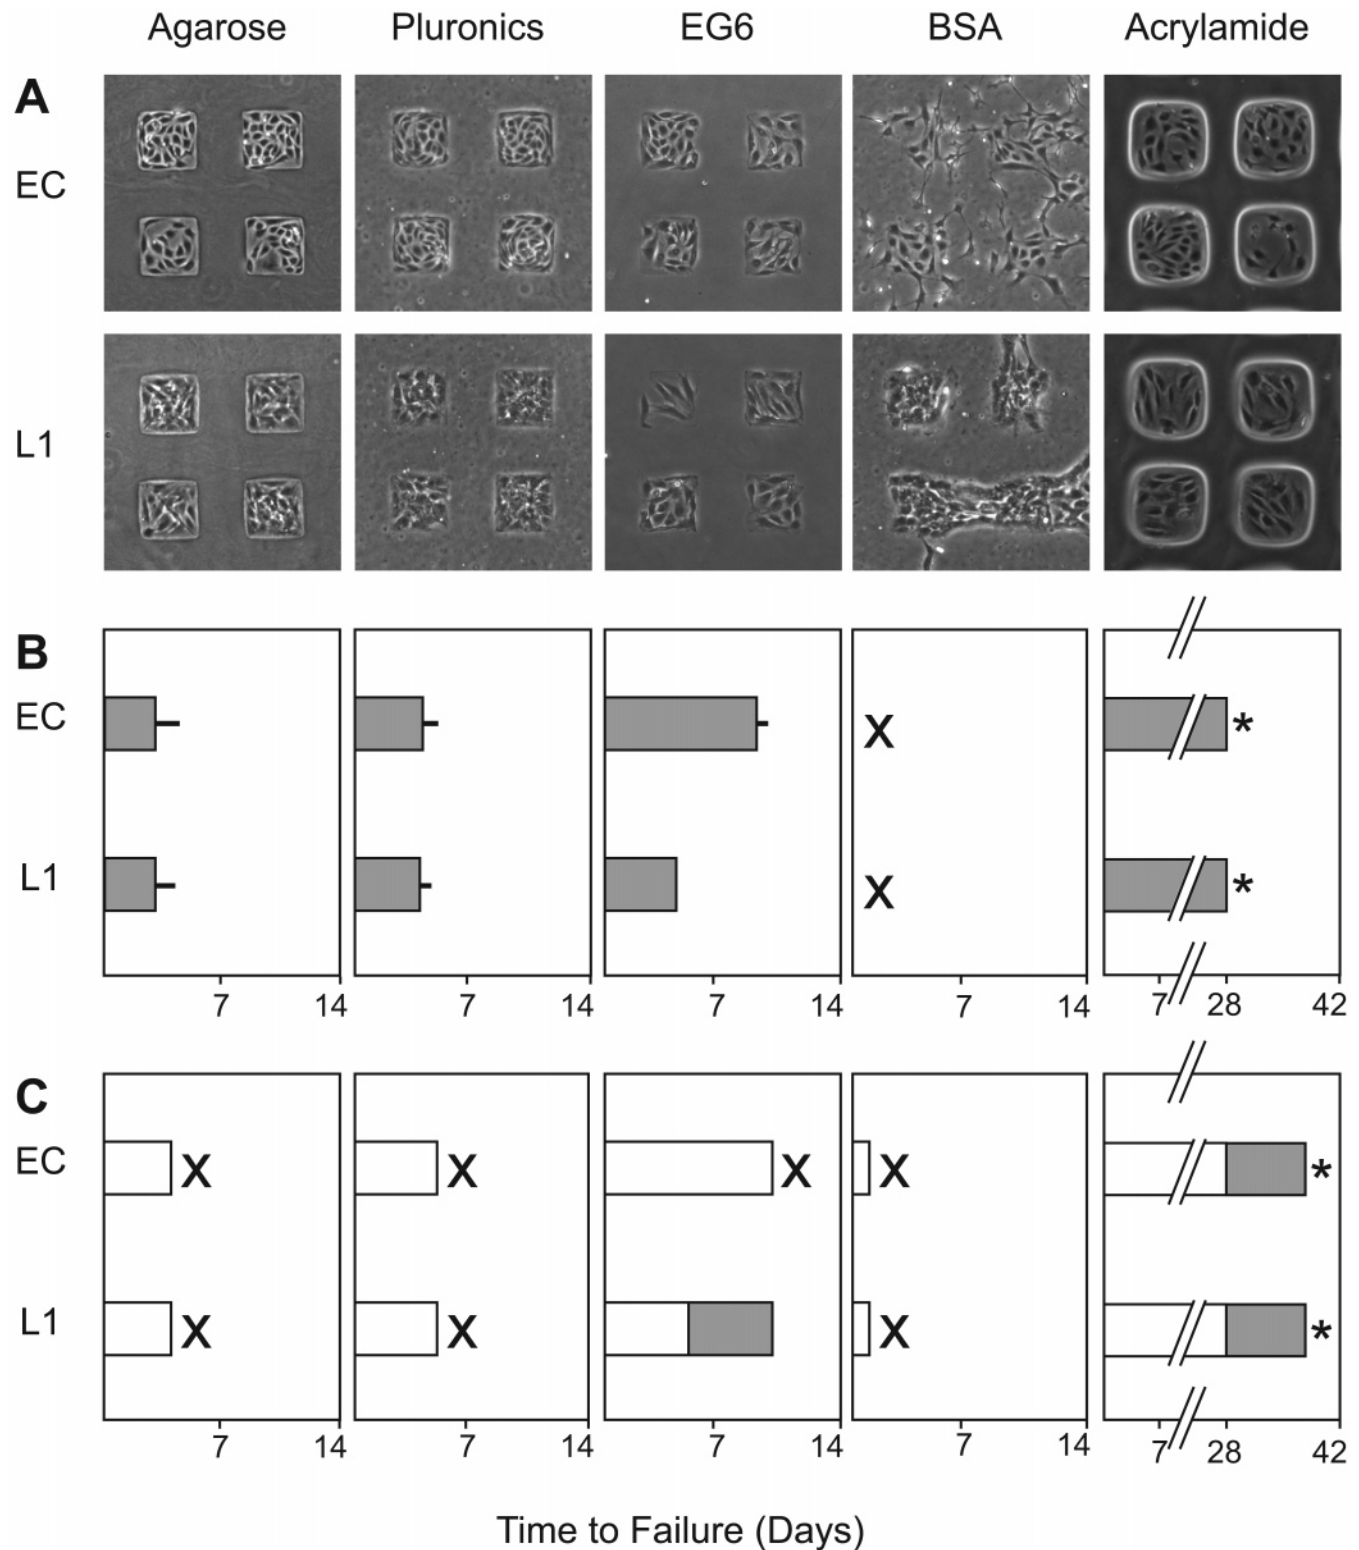 Agarose Pluronics EG6 BSA Acrylamide
A
EC
L1
B
EC
X
*
L1
X
*
7 14 7 14 7 14 7 14 7 28 42
C
EC
X X X X *
L1
X X X *
7 14 7 14 7 14 7 14 7 28 42
Time to Failure (Days)